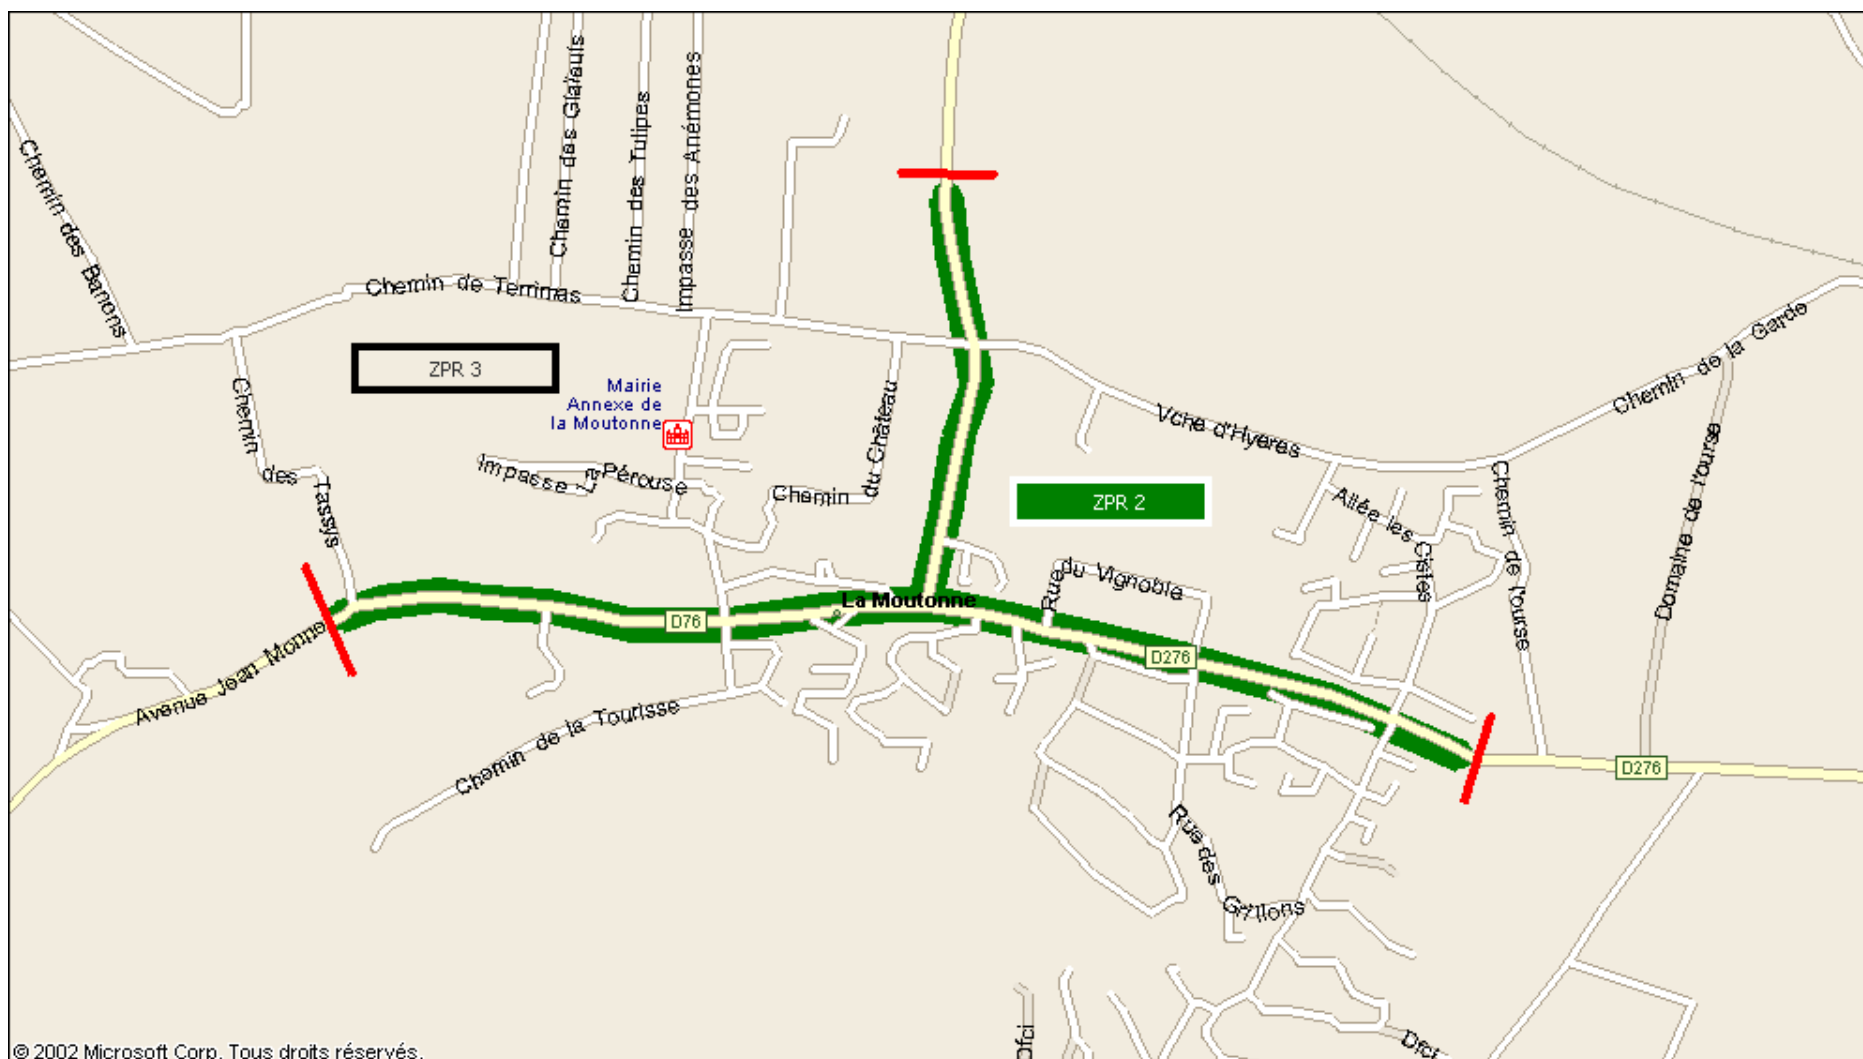 Chemin des Banons
Chemin des Glaïeuls
Chemin des Tulipes
Impasse des Anémones
Chemin de Terrimas
ZPR 3
Mairie
Annexe de
la Moutonne
Chemin des Tassys
Impasse La Pérouse
Chemin du Château
ZPR 2
Vche d'Hyères
Chemin de la Garde
Allée les Cistes
Chemin de l'ourse
Domaine de l'ourse
Rue du Vignoble
La Moutonne
D76
D276
D276
Avenue Jean Monnet
Chemin de la Tourisse
Rue des Grillons
Dfci
Dfci
© 2002 Microsoft Corp. Tous droits réservés.